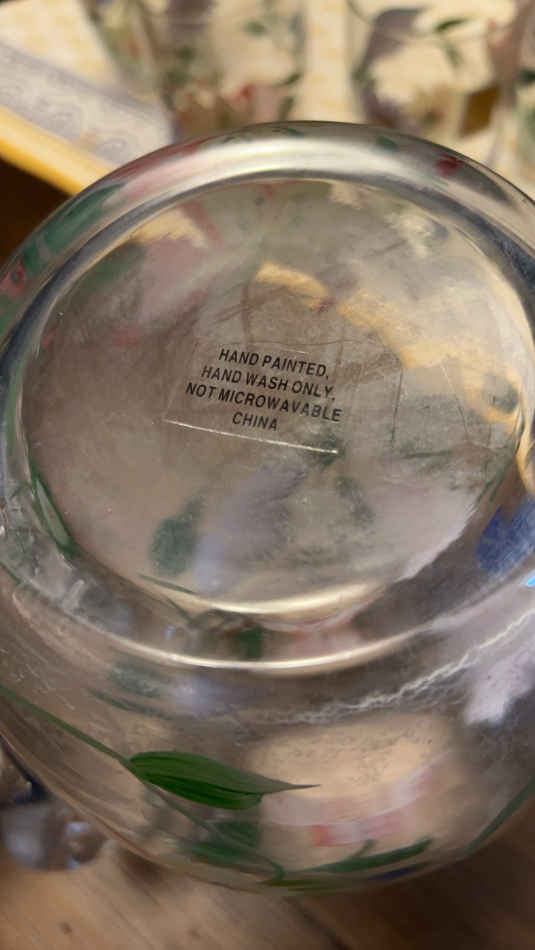 HAND PAINTED,
HAND WASH ONLY,
NOT MICROWAVABLE
CHINA